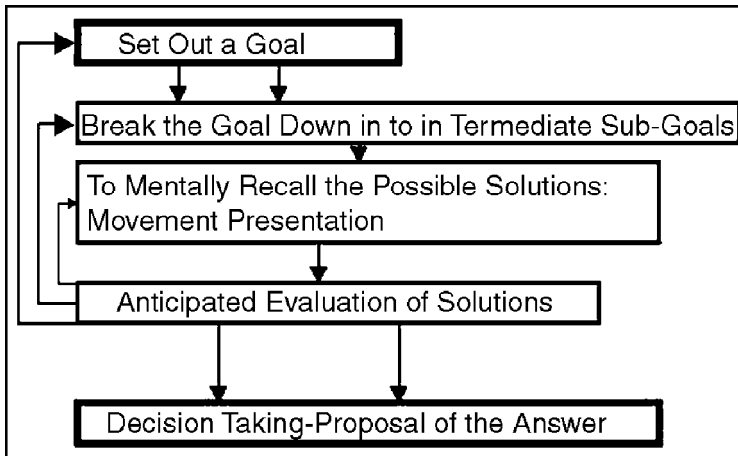 Set Out a Goal
Break the Goal Down in to in Termediate Sub-Goals
To Mentally Recall the Possible Solutions:
Movement Presentation
Anticipated Evaluation of Solutions
Decision Taking-Proposal of the Answer